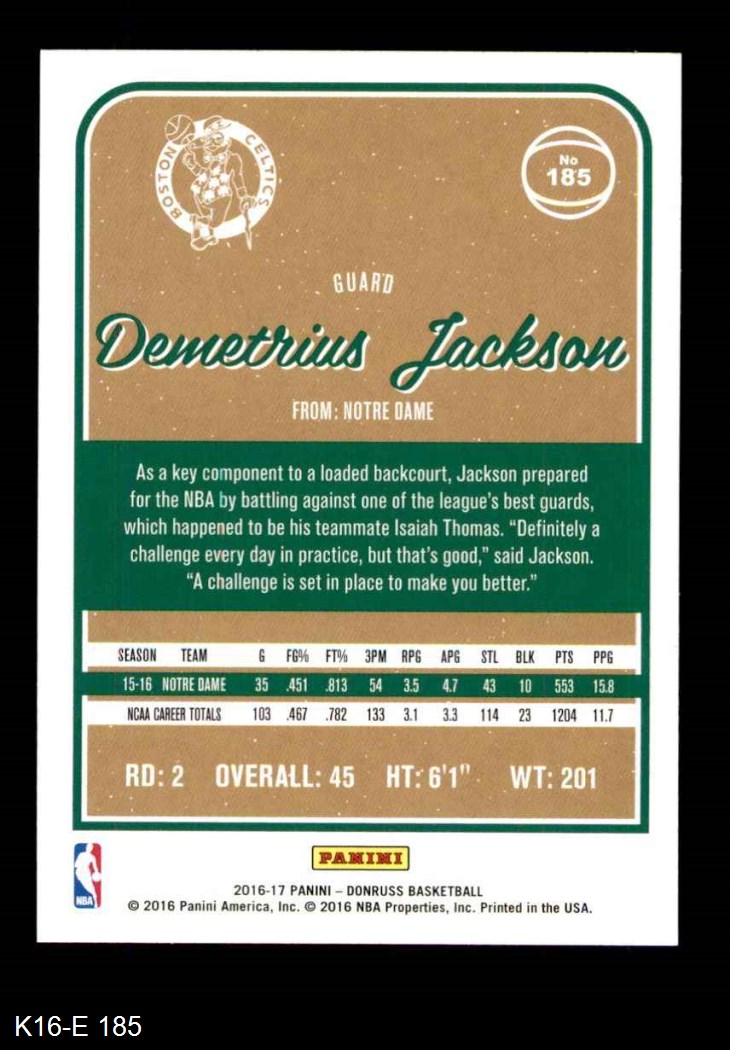 BOSTON CELTICS
No
185
GUARD
Demetrius Jackson
FROM: NOTRE DAME
As a key component to a loaded backcourt, Jackson prepared
for the NBA by battling against one of the league's best guards,
which happened to be his teammate Isaiah Thomas. “Definitely a
challenge every day in practice, but that's good,” said Jackson.
“A challenge is set in place to make you better.”
SEASON TEAM G FG% FT% 3PM RPG APG STL BLK PTS PPG
15-16 NOTRE DAME 35 .451 .813 54 3.5 4.7 43 10 553 15.8
NCAA CAREER TOTALS 103 .467 .782 133 3.1 3.3 114 23 1204 11.7
RD: 2 OVERALL: 45 HT: 6'1" WT: 201
PANINI
NBA
2016-17 PANINI – DONRUSS BASKETBALL
© 2016 Panini America, Inc. © 2016 NBA Properties, Inc. Printed in the USA.
K16-E 185